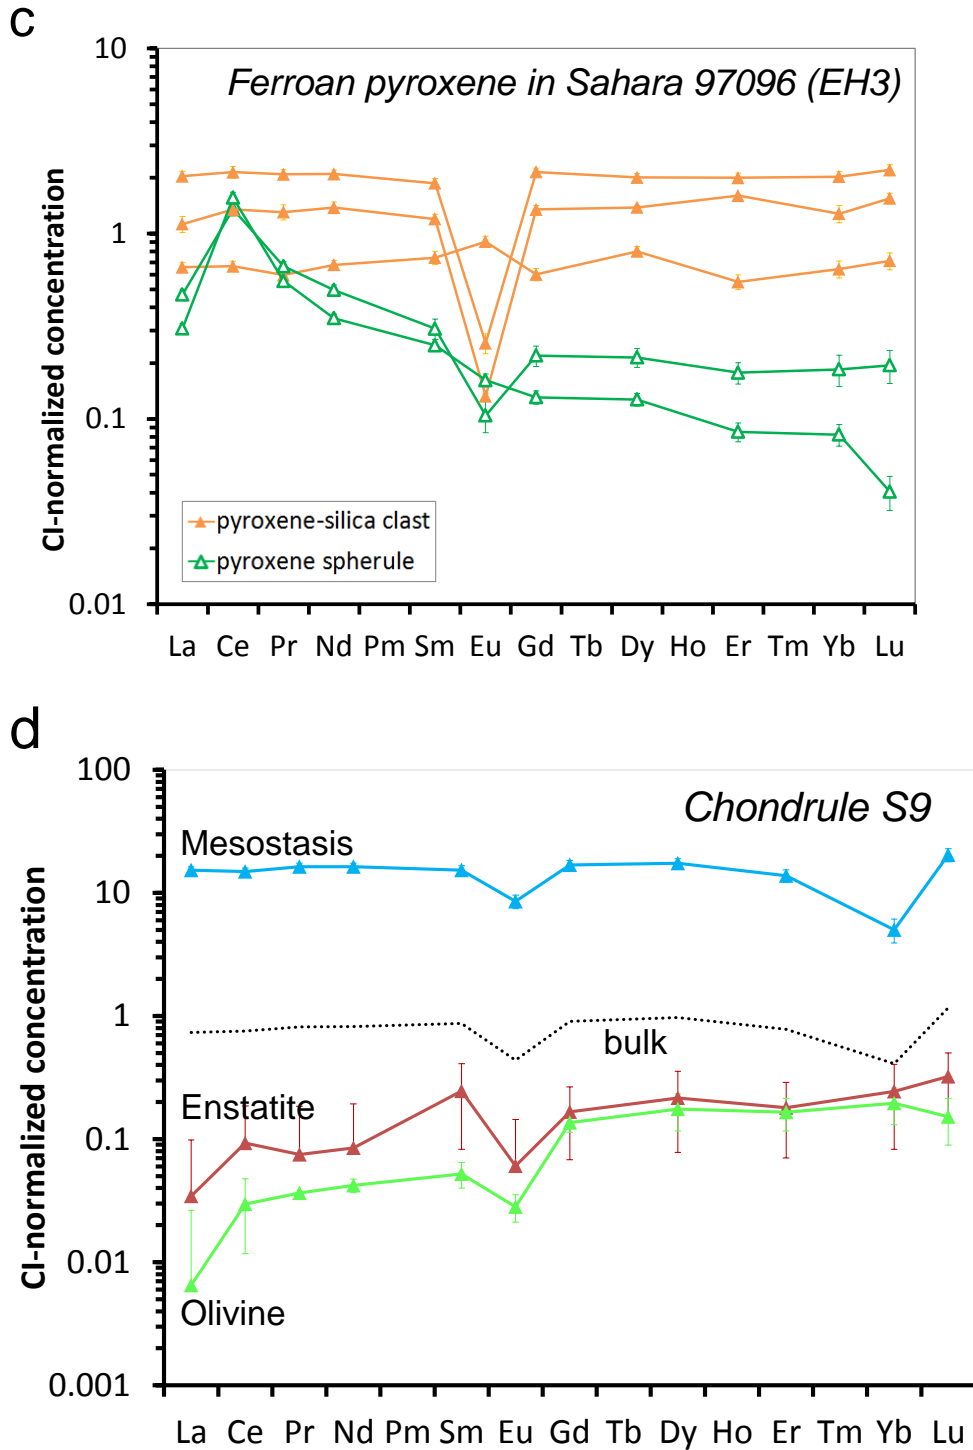 c
Ferroan pyroxene in Sahara 97096 (EH3)
CI-normalized concentration
10
1
0.1
0.01
pyroxene-silica clast
pyroxene spherule
La Ce Pr Nd Pm Sm Eu Gd Tb Dy Ho Er Tm Yb Lu
d
Chondrule S9
CI-normalized concentration
100
10
1
0.1
0.01
0.001
Mesostasis
bulk
Enstatite
Olivine
La Ce Pr Nd Pm Sm Eu Gd Tb Dy Ho Er Tm Yb Lu